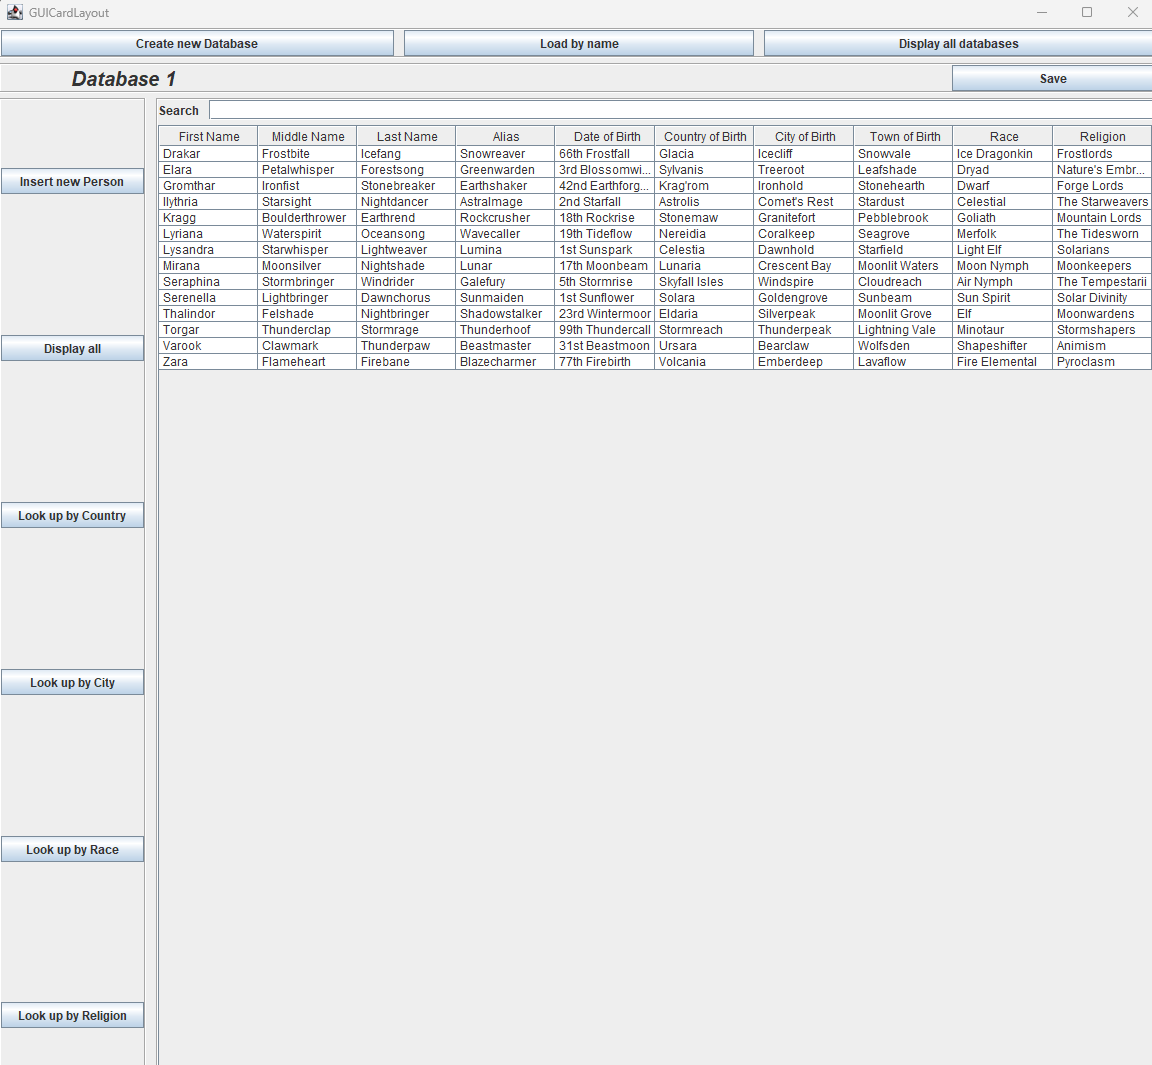 GUICardLayout
Create new Database Load by name Display all databases
Database 1 Save
Search
Insert new Person
Display all
Look up by Country
Look up by City
Look up by Race
Look up by Religion
First Name Middle Name Last Name Alias Date of Birth Country of Birth City of Birth Town of Birth Race Religion
Drakar Frostbite Icefang Snowreaver 66th Frostfall Glacia Icecliff Snowvale Ice Dragonkin Frostlords
Elara Petalwhisper Forestsong Greenwarden 3rd Blossomwi... Sylvanis Treeroot Leafshade Dryad Nature's Embr...
Gromthar Ironfist Stonebreaker Earthshaker 42nd Earthforg... Krag'rom Ironhold Stonehearth Dwarf Forge Lords
Ilythria Starsight Nightdancer Astralmage 2nd Starfall Astrolis Comet's Rest Stardust Celestial The Starweavers
Kragg Boulderthrower Earthrend Rockcrusher 18th Rockrise Stonemaw Granitefort Pebblebrook Goliath Mountain Lords
Lyriana Waterspirit Oceansong Wavecaller 19th Tideflow Nereidia Coralkeep Seagrove Merfolk The Tidesworn
Lysandra Starwhisper Lightweaver Lumina 1st Sunspark Celestia Dawnhold Starfield Light Elf Solarians
Mirana Moonsilver Nightshade Lunar 17th Moonbeam Lunaria Crescent Bay Moonlit Waters Moon Nymph Moonkeepers
Seraphina Stormbringer Windrider Galefury 5th Stormrise Skyfall Isles Windspire Cloudreach Air Nymph The Tempestarii
Serenella Lightbringer Dawnchorus Sunmaiden 1st Sunflower Solara Goldengrove Sunbeam Sun Spirit Solar Divinity
Thalindor Felshade Nightbringer Shadowstalker 23rd Wintermoon Eldaria Silverpeak Moonlit Grove Elf Moonwardens
Torgar Thunderclap Stormrage Thunderhoof 99th Thundercall Stormreach Thunderpeak Lightning Vale Minotaur Stormshapers
Varook Clawmark Thunderpaw Beastmaster 31st Beastmoon Ursara Bearclaw Wolfsden Shapeshifter Animism
Zara Flameheart Firebane Blazecharmer 77th Firebirth Volcania Emberdeep Lavaflow Fire Elemental Pyroclasm